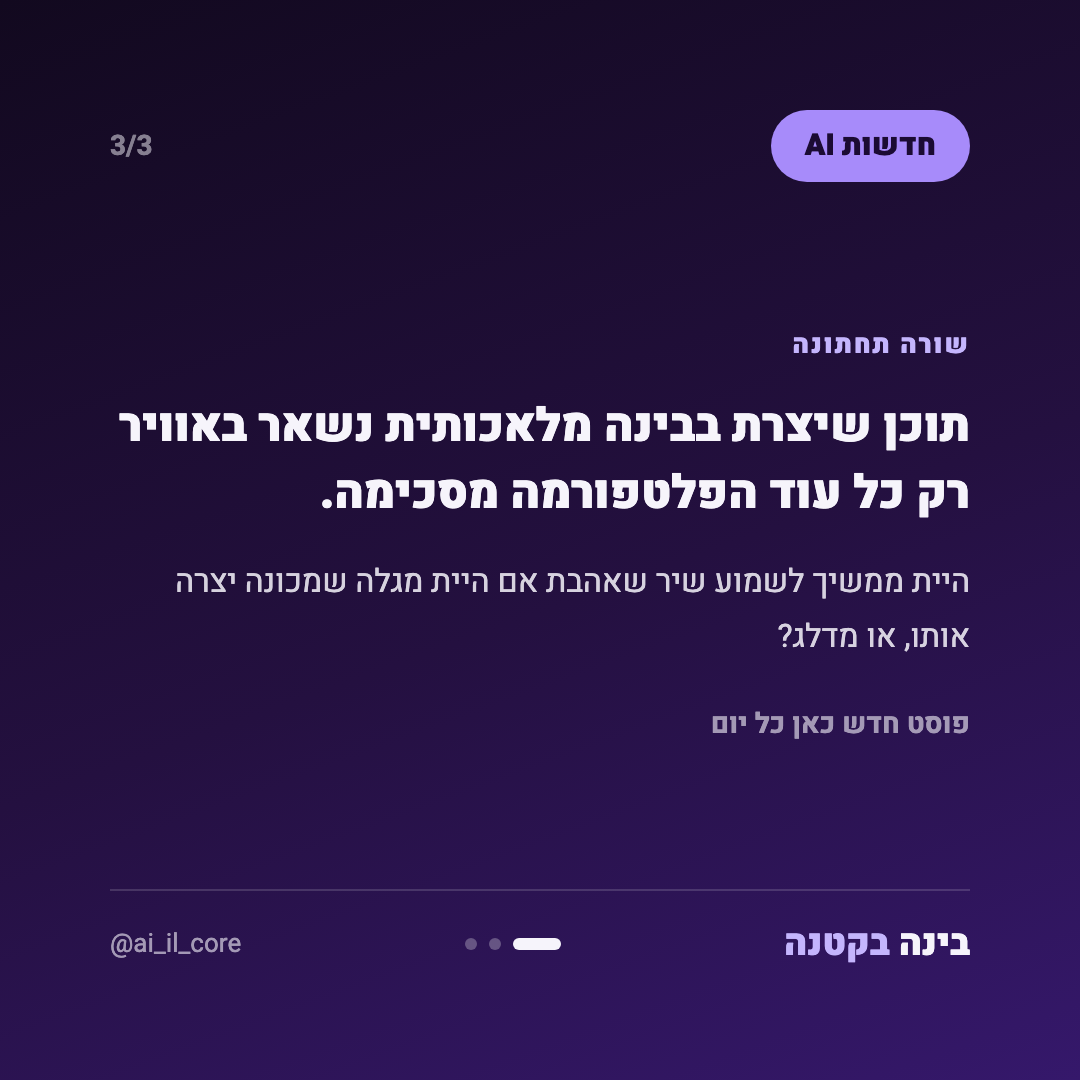 חדשות AI
3/3
שורה תחתונה
תוכן שיצרת בבינה מלאכותית נשאר באוויר
רק כל עוד הפלטפורמה מסכימה.
היית ממשיך לשמוע שיר שאהבת אם היית מגלה שמכונה יצרה
אותו, או מדלג?
פוסט חדש כאן כל יום
בינה בקטנה
@ai_il_core